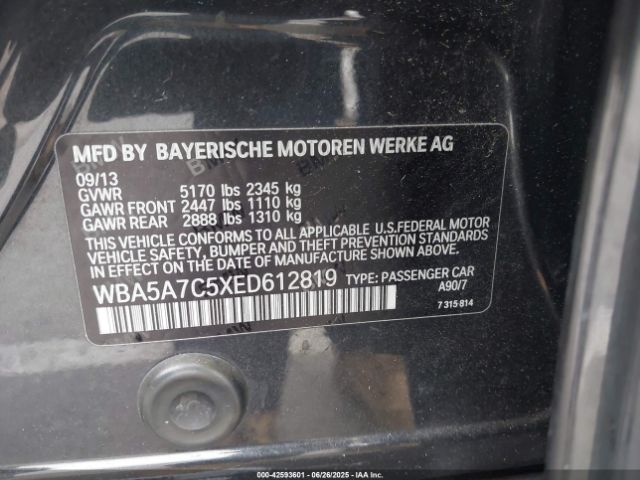 MFD BY BAYERISCHE MOTOREN WERKE AG
09/13
GVWR 5170 lbs 2345 kg
GAWR FRONT 2447 lbs 1110 kg
GAWR REAR 2888 lbs 1310 kg
THIS VEHICLE CONFORMS TO ALL APPLICABLE U.S.FEDERAL MOTOR
VEHICLE SAFETY, BUMPER AND THEFT PREVENTION STANDARDS
IN EFFECT ON THE DATE OF MANUFACTURE SHOWN ABOVE.
WBA5A7C5XED612819 TYPE: PASSENGER CAR
A90/7
7 315 814
000-42593601 06/26/2025 IAAI.COM